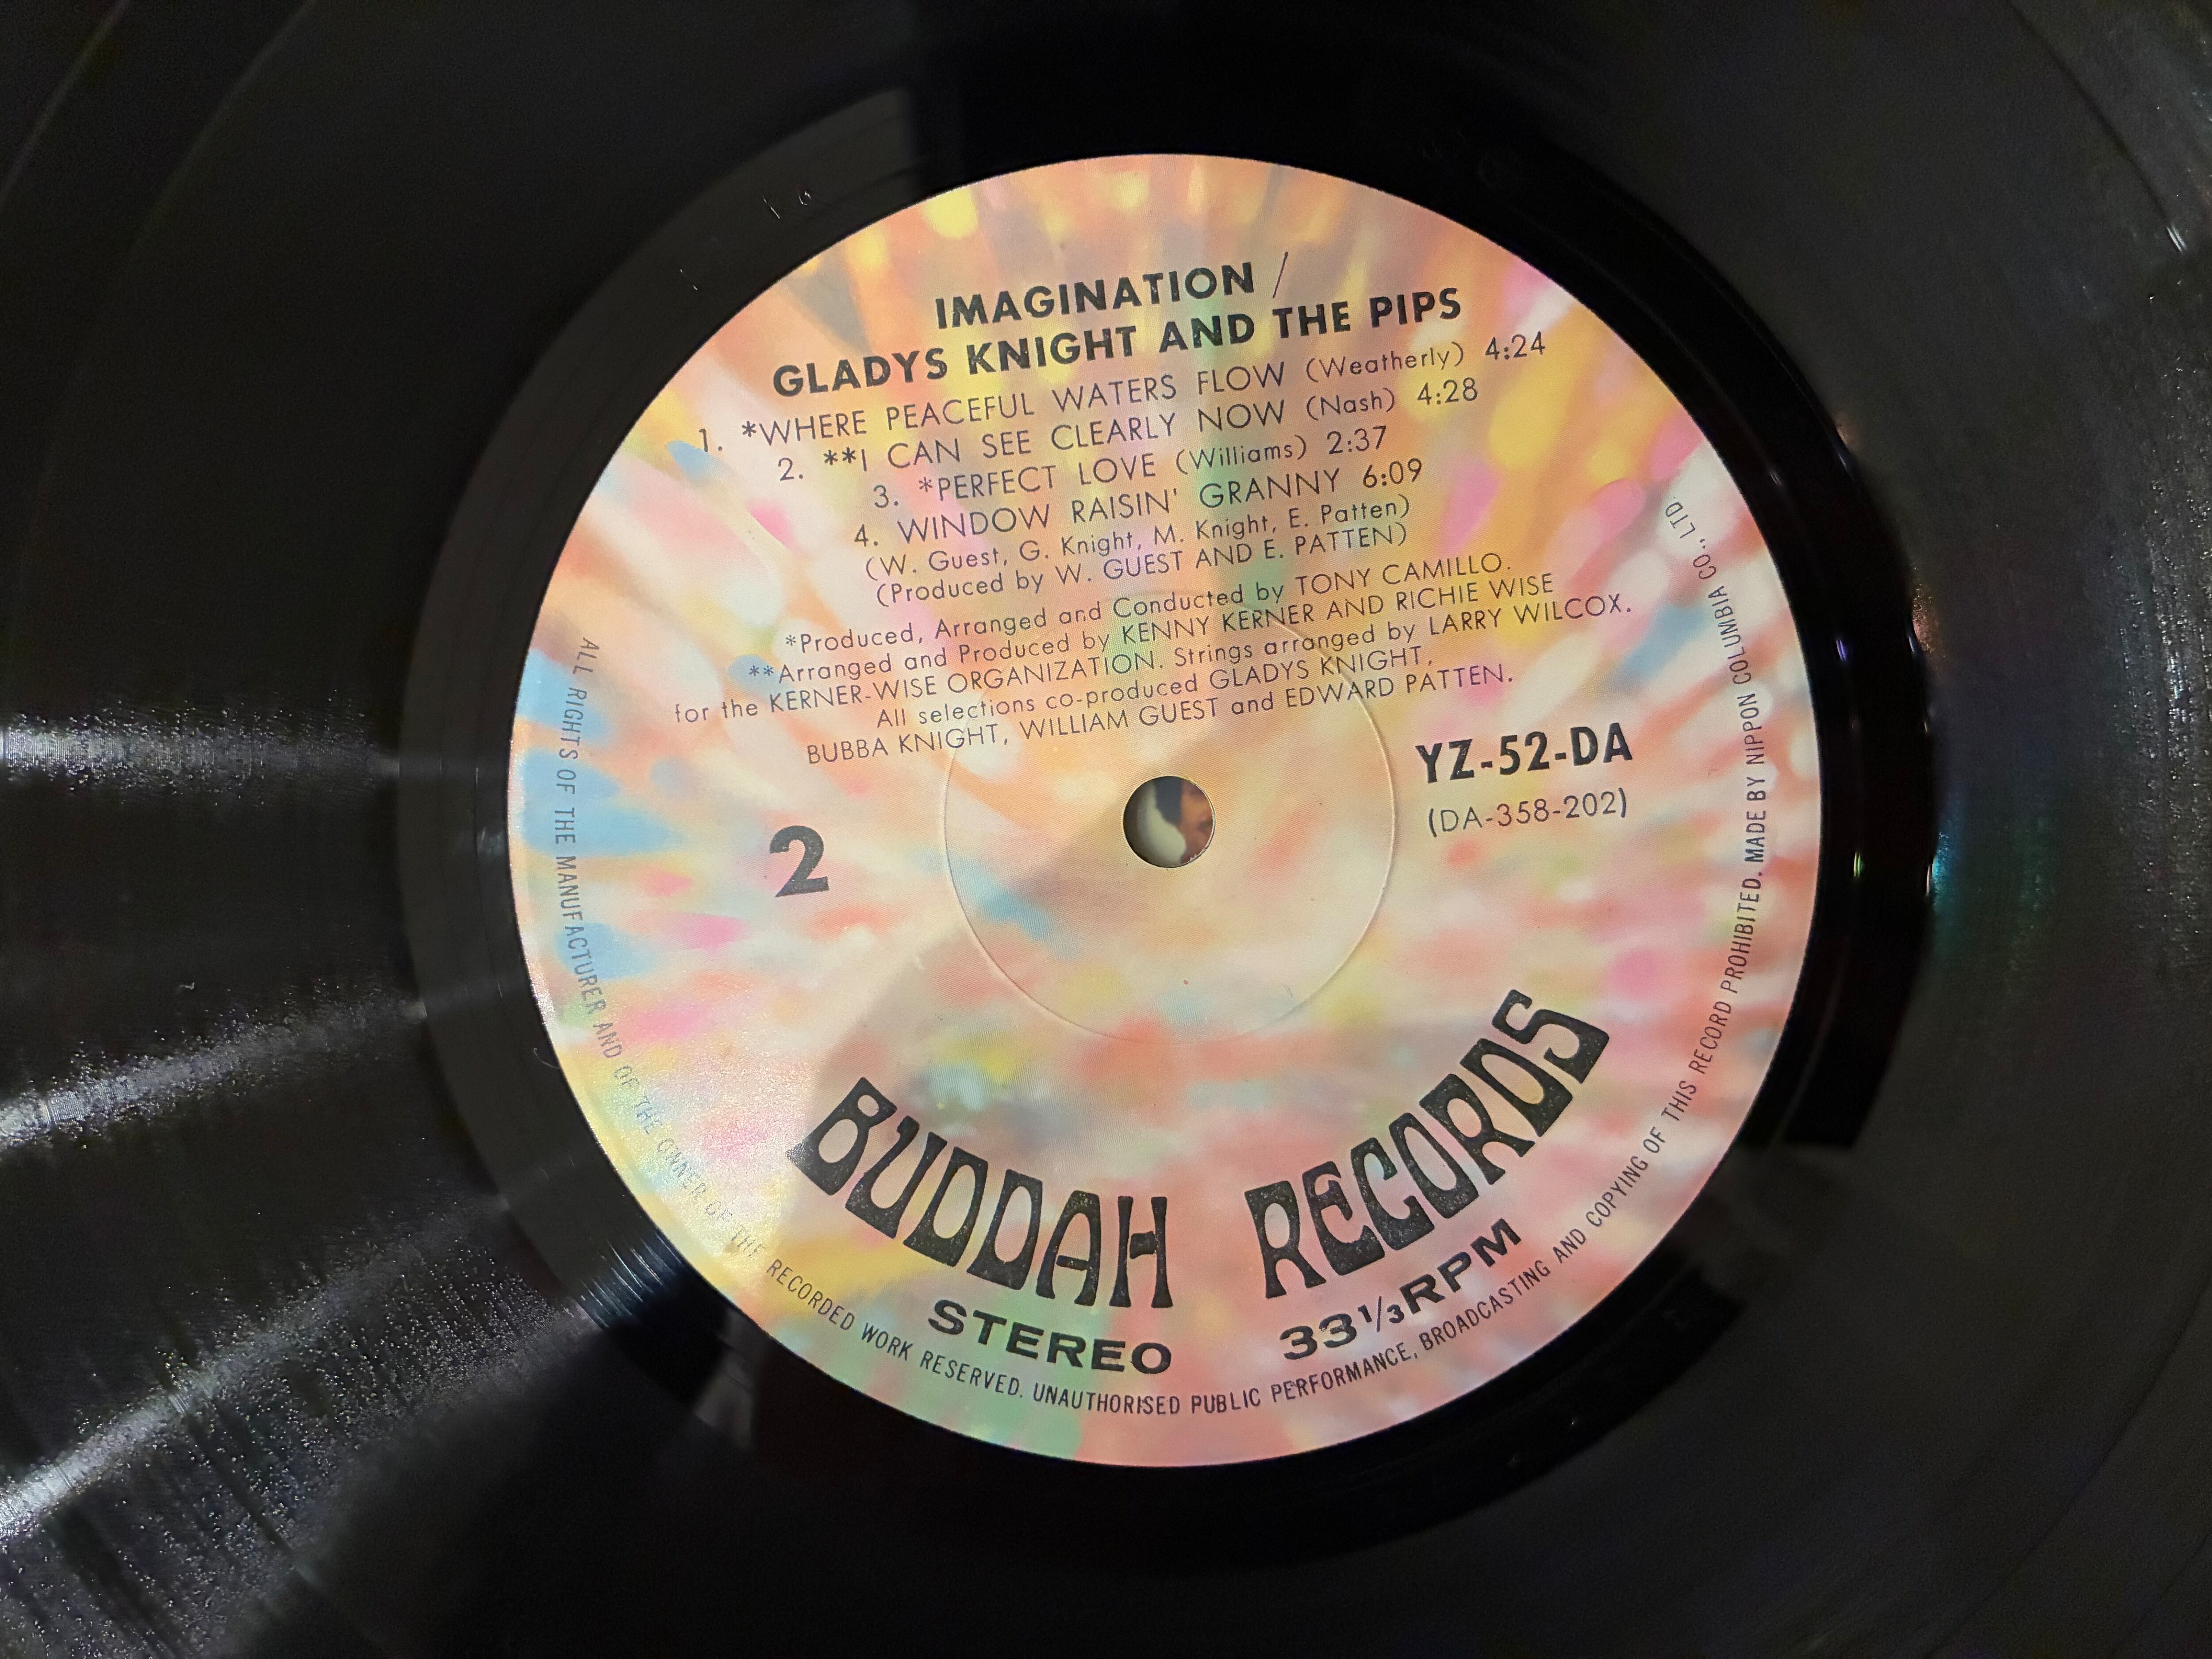 IMAGINATION /
GLADYS KNIGHT AND THE PIPS
1. *WHERE PEACEFUL WATERS FLOW (Weatherly) 4:24
2. **I CAN SEE CLEARLY NOW (Nash) 4:28
3. *PERFECT LOVE (Williams) 2:37
4. WINDOW RAISIN' GRANNY 6:09
(W. Guest, G. Knight, M. Knight, E. Patten)
(Produced by W. GUEST AND E. PATTEN)
*Produced, Arranged and Conducted by TONY CAMILLO.
**Arranged and Produced by KENNY KERNER AND RICHIE WISE
for the KERNER-WISE ORGANIZATION. Strings arranged by LARRY WILCOX.
All selections co-produced GLADYS KNIGHT,
BUBBA KNIGHT, WILLIAM GUEST and EDWARD PATTEN.
YZ-52-DA
(DA-358-202)
2
BUDDAH RECORDS
STEREO 33⅓RPM
ALL RIGHTS OF THE MANUFACTURER AND OF THE OWNER OF THE RECORDED WORK RESERVED. UNAUTHORISED PUBLIC PERFORMANCE, BROADCASTING AND COPYING OF THIS RECORD PROHIBITED. MADE BY NIPPON COLUMBIA CO., LTD.